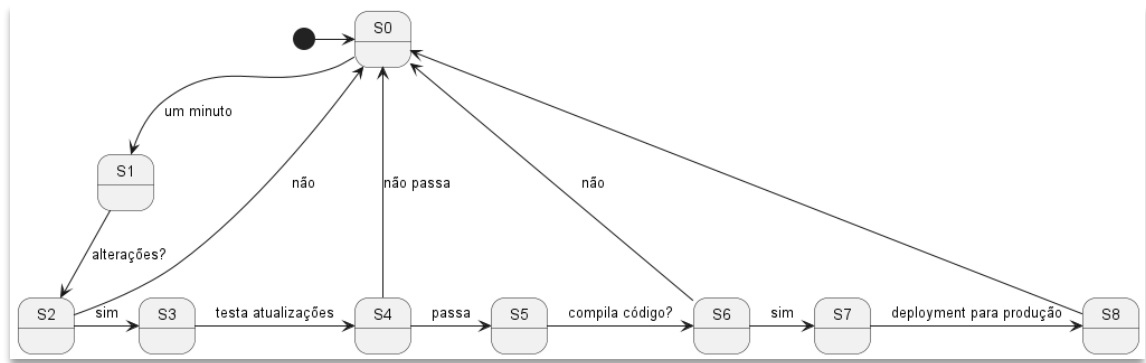 S0
um minuto
S1
não
não passa
não
alterações?
S2
sim
S3
testa atualizações
S4
passa
S5
compila código?
S6
sim
S7
deployment para produção
S8